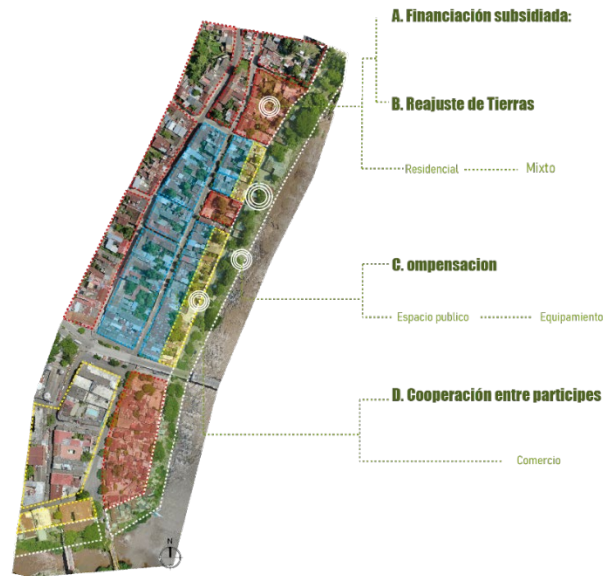 A. Financiación subsidiada:
B. Reajuste de Tierras
Residencial Mixto
C. ompensacion
Espacio publico Equipamiento
D. Cooperación entre participes
Comercio
N